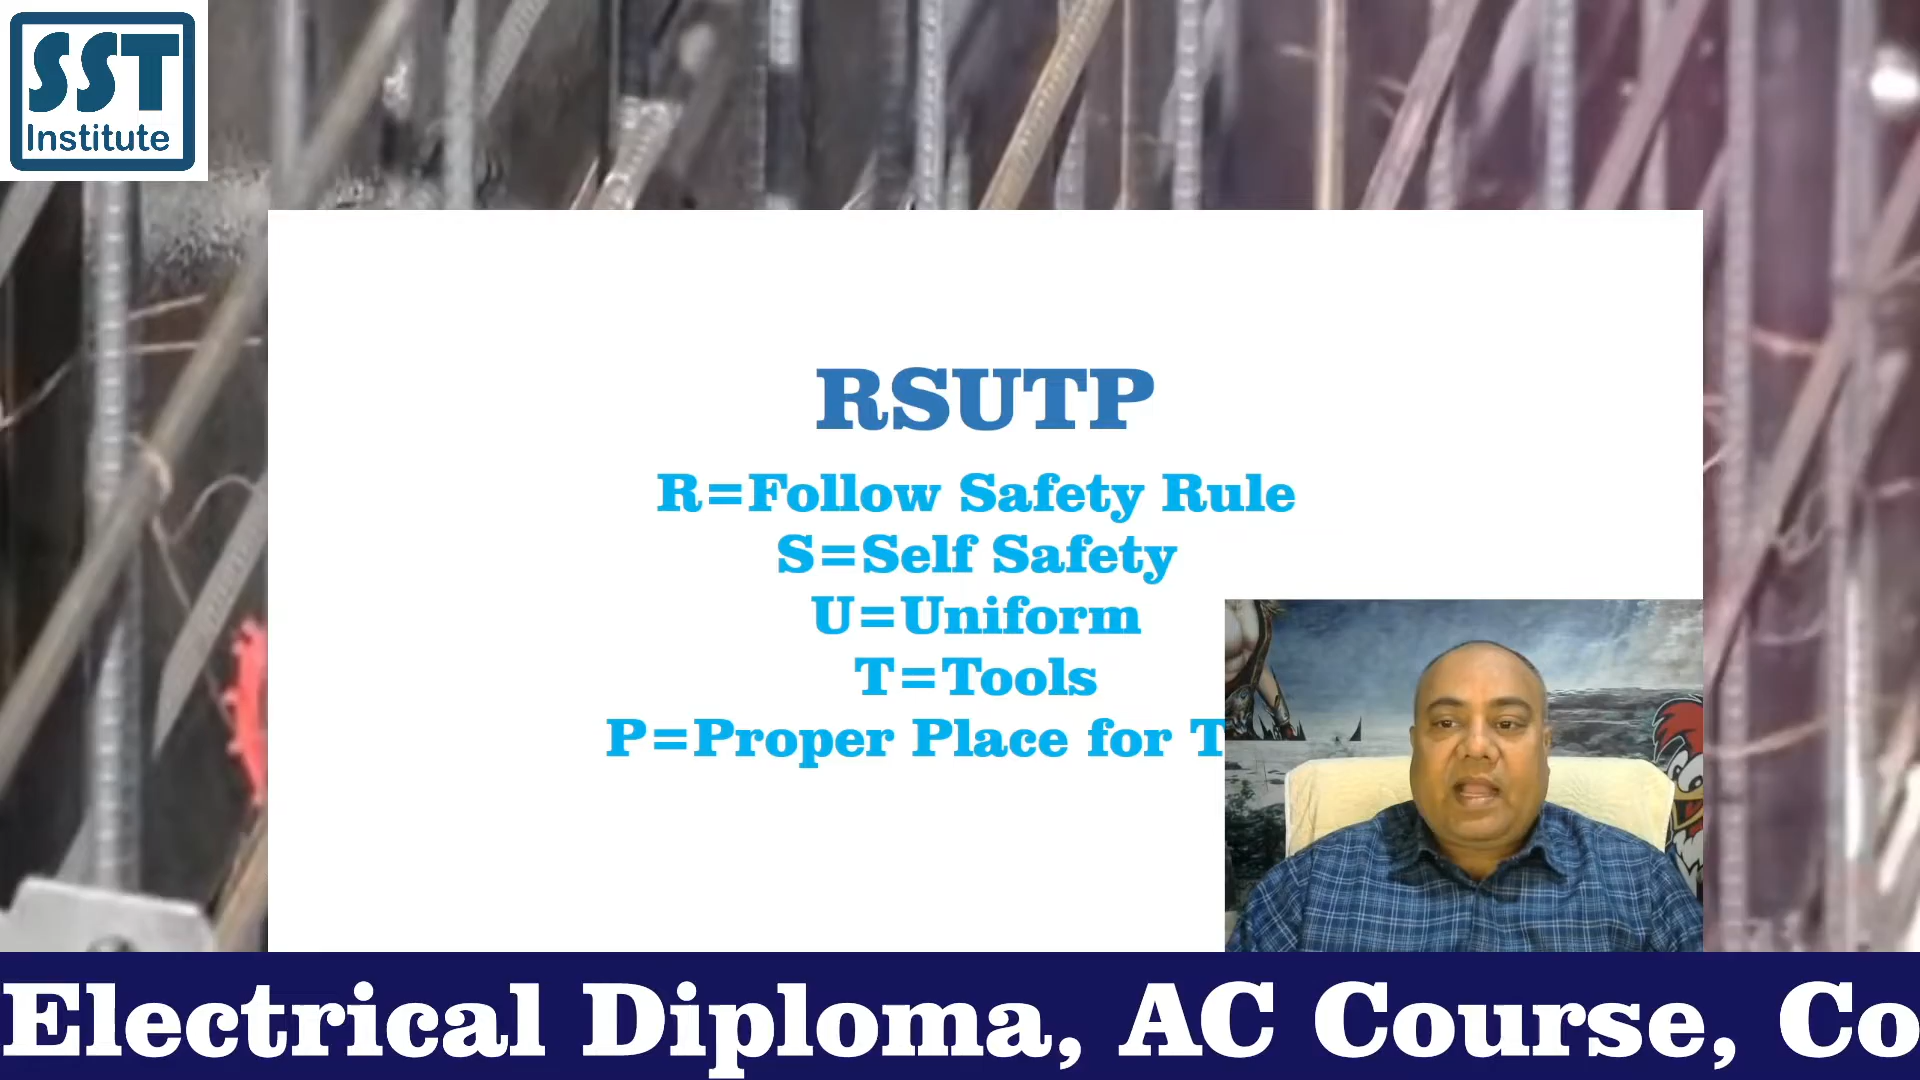 SST
Institute
RSUTP
R=Follow Safety Rule
S=Self Safety
U=Uniform
T=Tools
P=Proper Place for
Electrical Diploma, AC Course,